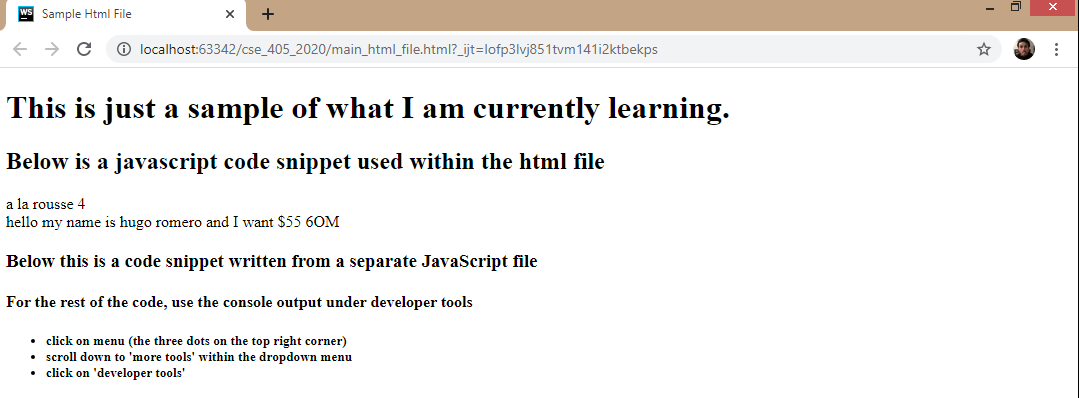 WS Sample Html File
localhost:63342/cse_405_2020/main_html_file.html?_ijt=lofp3lvj851tvm141i2ktbekps
This is just a sample of what I am currently learning.
Below is a javascript code snippet used within the html file
a la rousse 4
hello my name is hugo romero and I want $55 6OM
Below this is a code snippet written from a separate JavaScript file
For the rest of the code, use the console output under developer tools
• click on menu (the three dots on the top right corner)
• scroll down to 'more tools' within the dropdown menu
• click on 'developer tools'